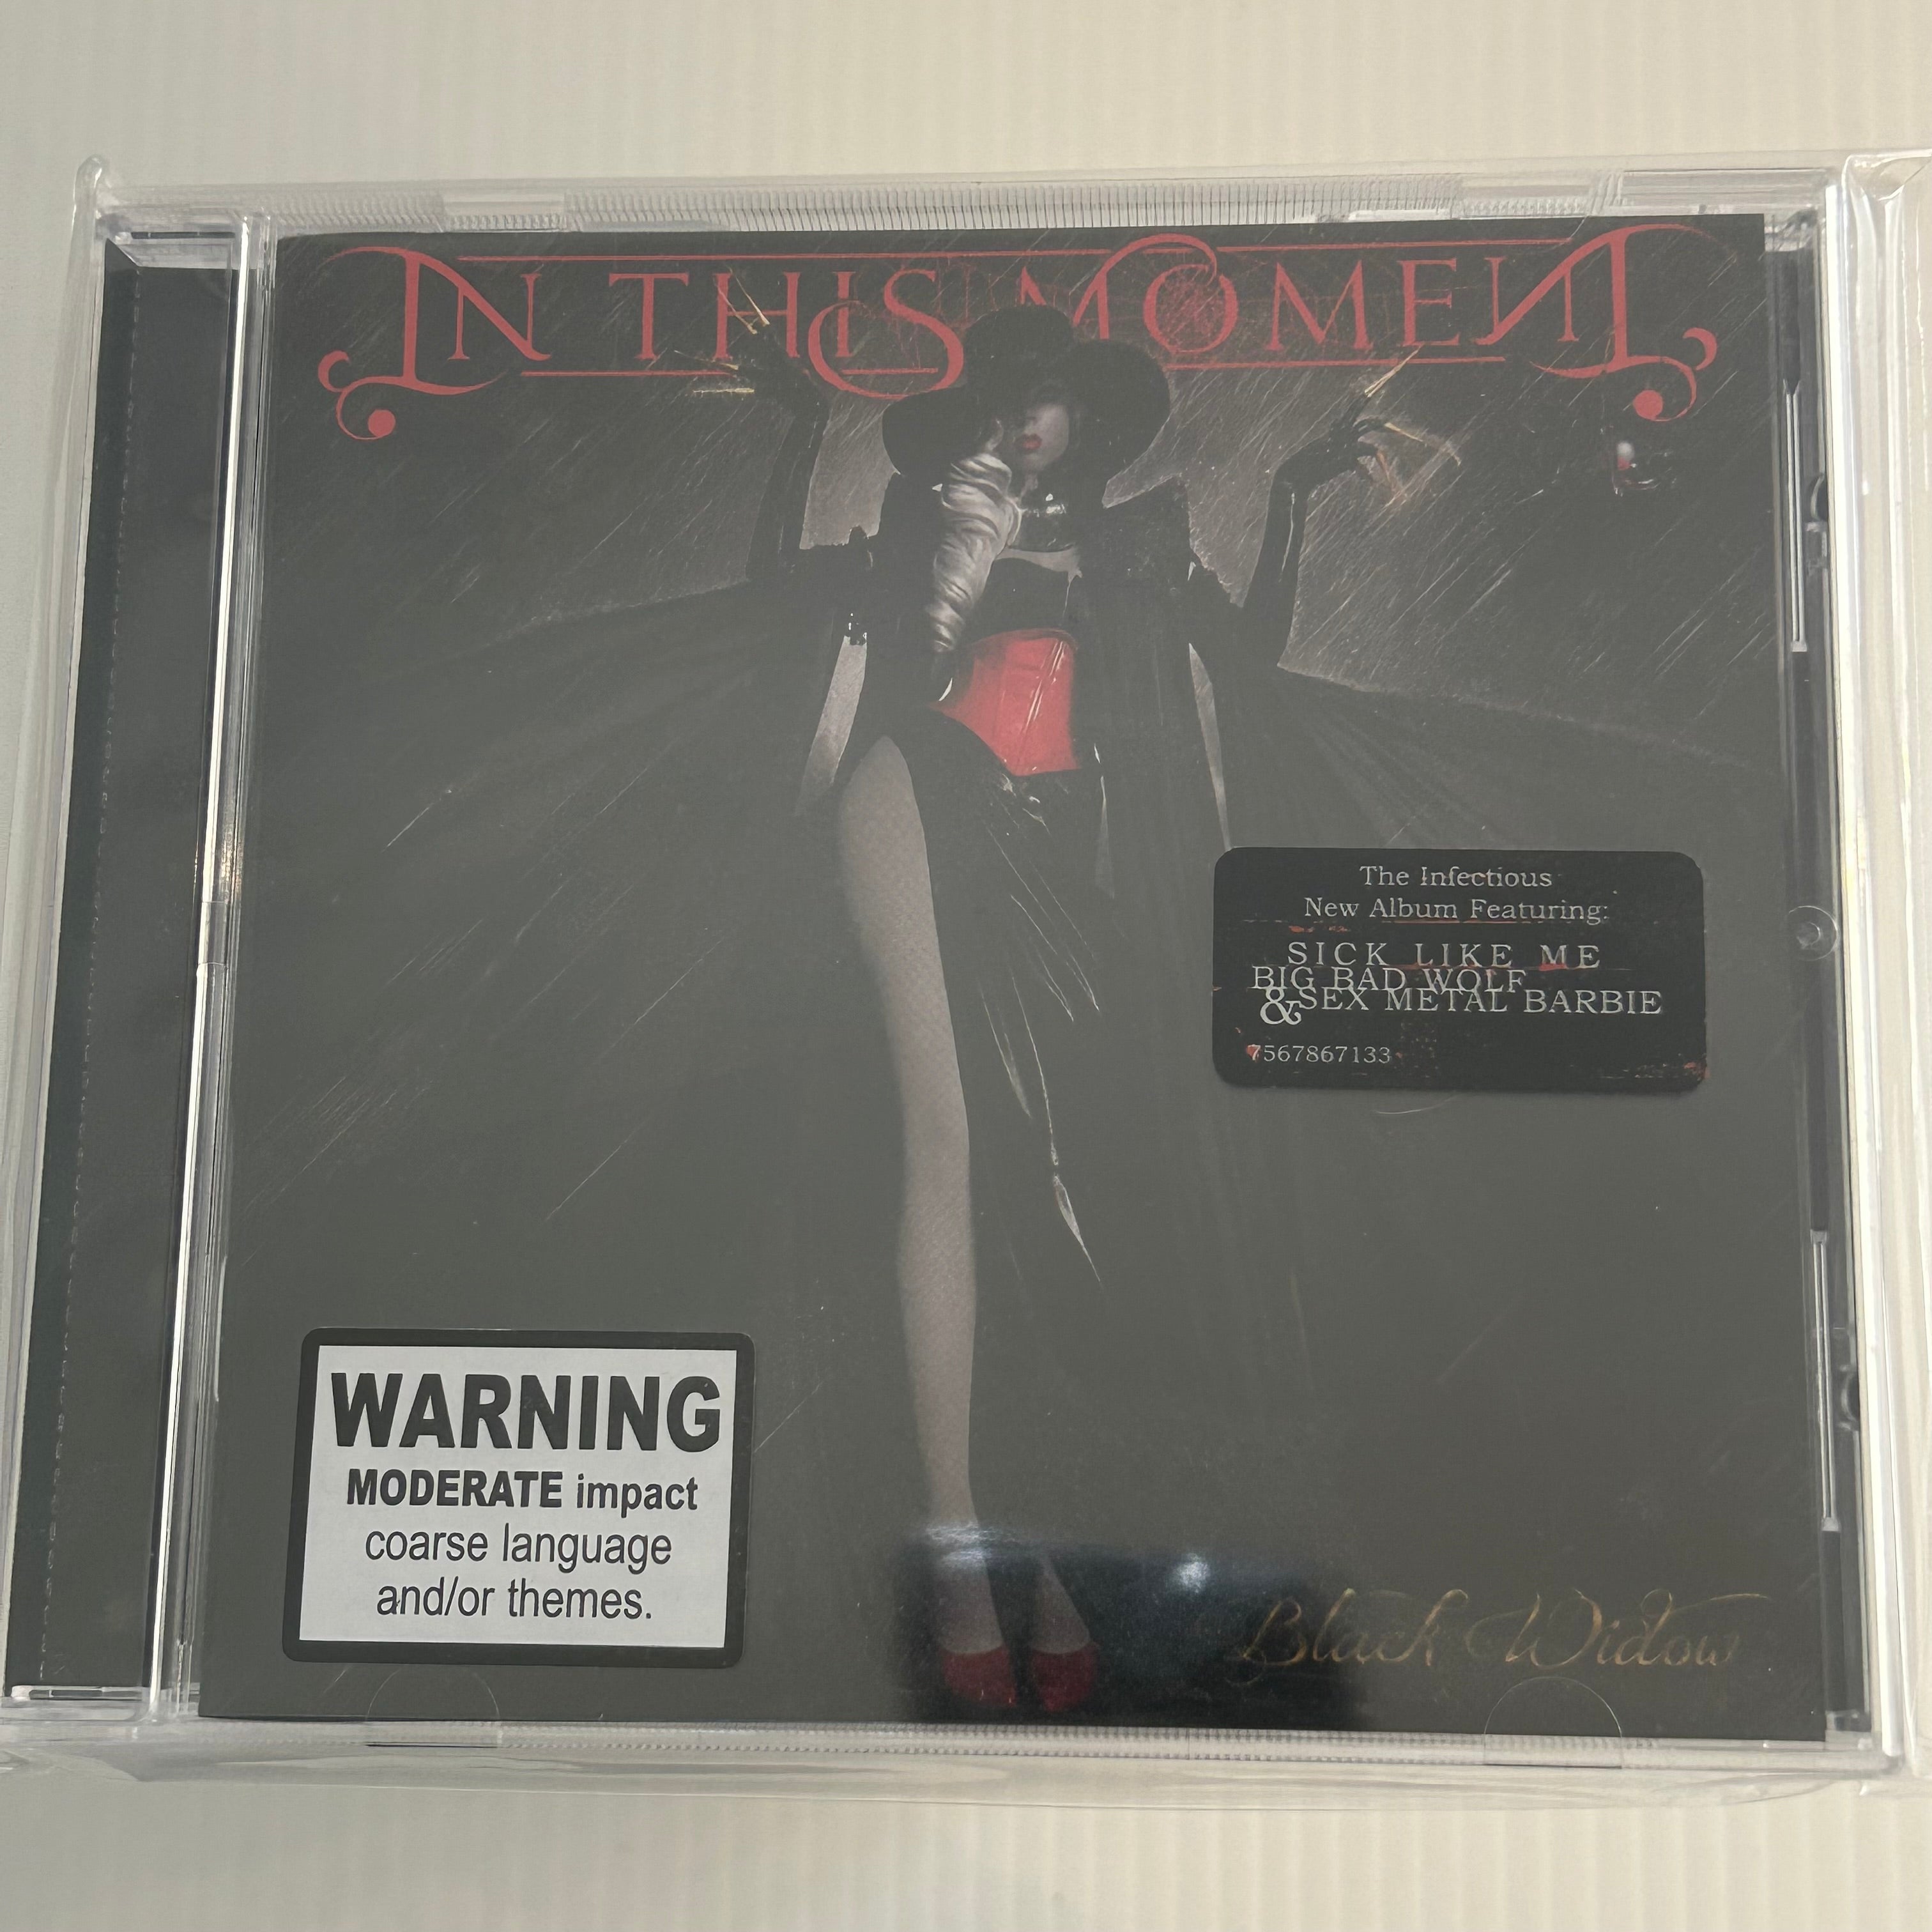 IN THIS MOMENT
The Infectious
New Album Featuring:
SICK LIKE ME
BIG BAD WOLF
& SEX METAL BARBIE
7567867133
WARNING
MODERATE impact
coarse language
and/or themes.
Black Widow